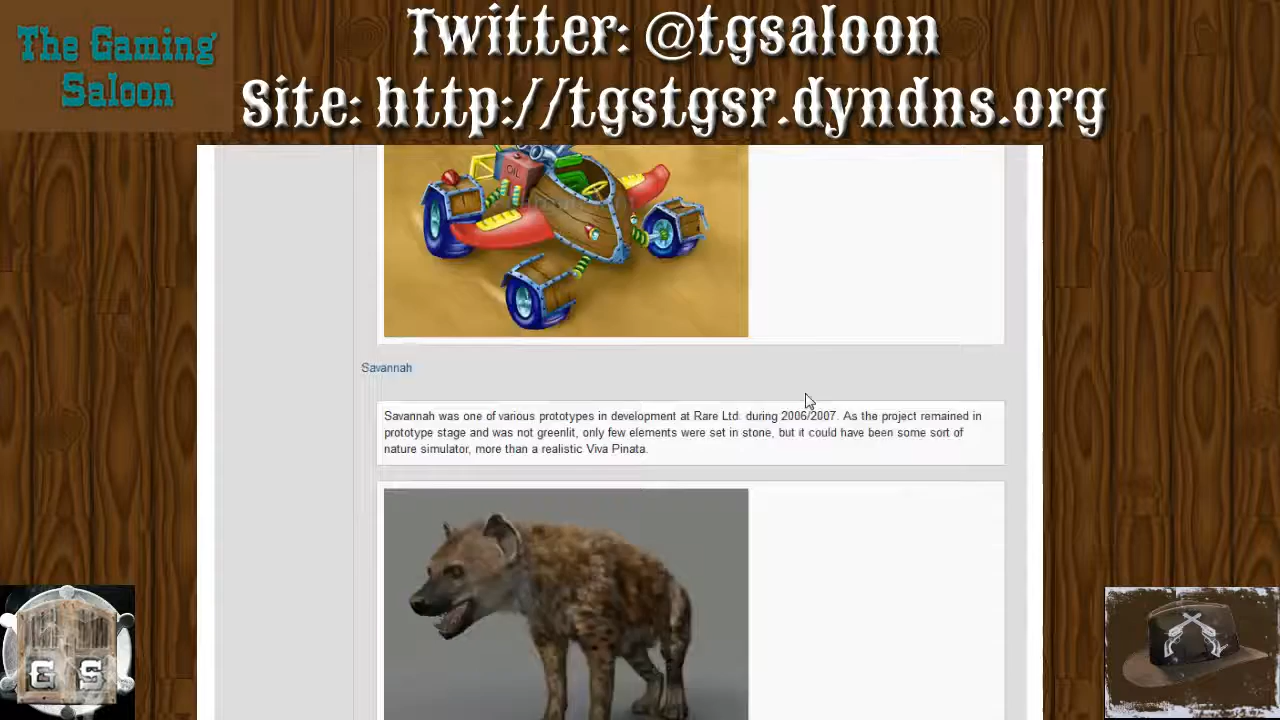 The Gaming
Saloon
Twitter: @tgsaloon
Site: http://tgstgsr.dyndns.org
OIL
Savannah
Savannah was one of various prototypes in development at Rare Ltd. during 2006/2007. As the project remained in
prototype stage and was not greenlit, only few elements were set in stone, but it could have been some sort of
nature simulator, more than a realistic Viva Pinata.
G S